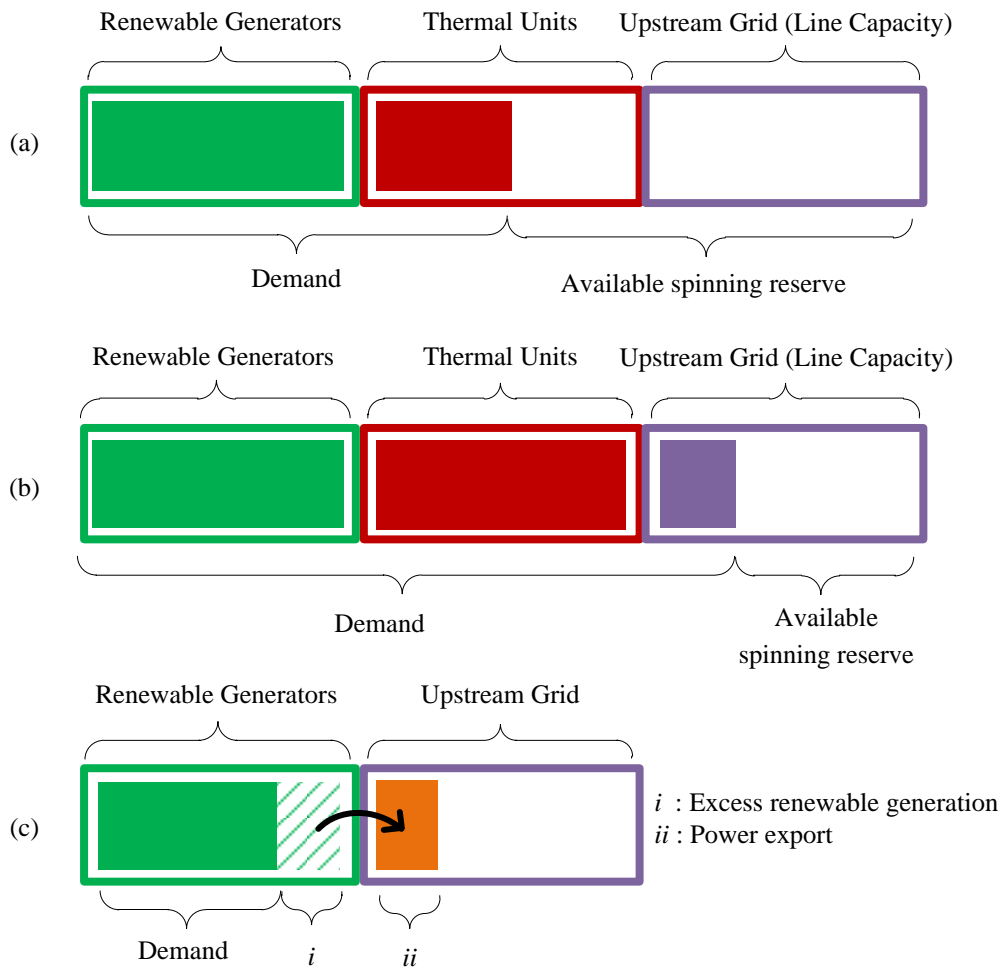 Renewable Generators Thermal Units Upstream Grid (Line Capacity)
(a)
Demand Available spinning reserve
Renewable Generators Thermal Units Upstream Grid (Line Capacity)
(b)
Demand Available
spinning reserve
Renewable Generators Upstream Grid
i : Excess renewable generation
(c)
ii : Power export
Demand i ii